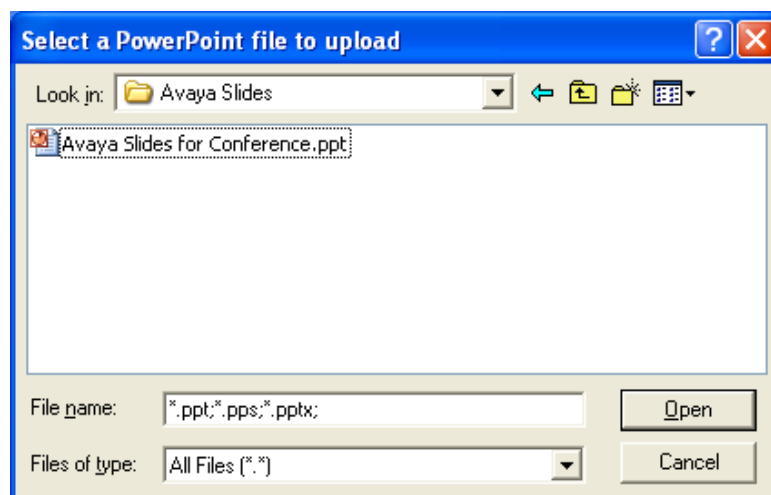 Select a PowerPoint file to upload
Look in: Avaya Slides
Avaya Slides for Conference.ppt
File name: *.ppt;*.pps;*.pptx; Open
Files of type: All Files (*.*) Cancel